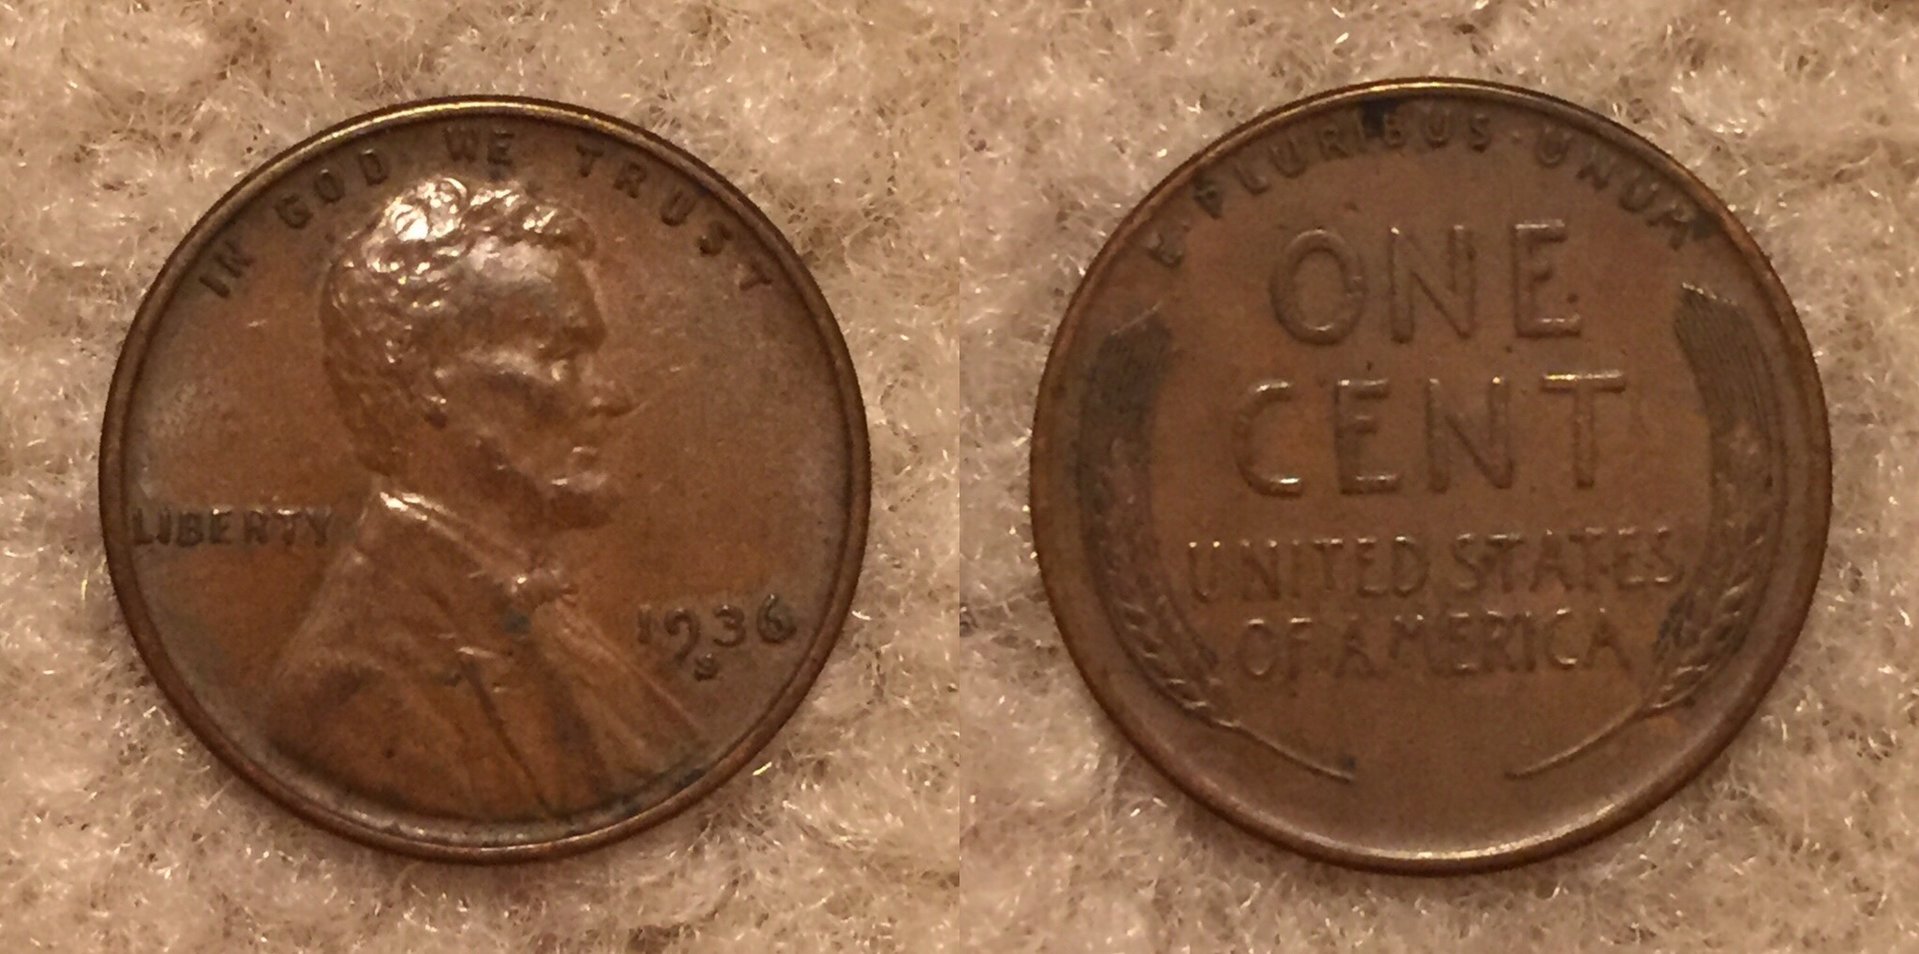 IN GOD WE TRUST
LIBERTY
1936
S
E·PLURIBUS·UNUM
ONE
CENT
UNITED STATES
OF AMERICA